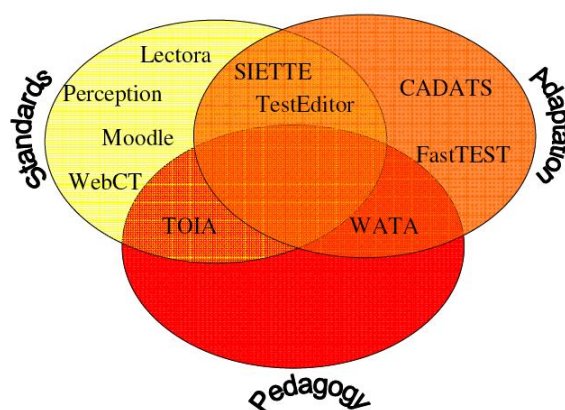 Lectora
SIETTE
CADATS
Perception
TestEditor
Moodle
FastTEST
WebCT
TOIA
WATA
Standards
Adaptation
Pedagogy